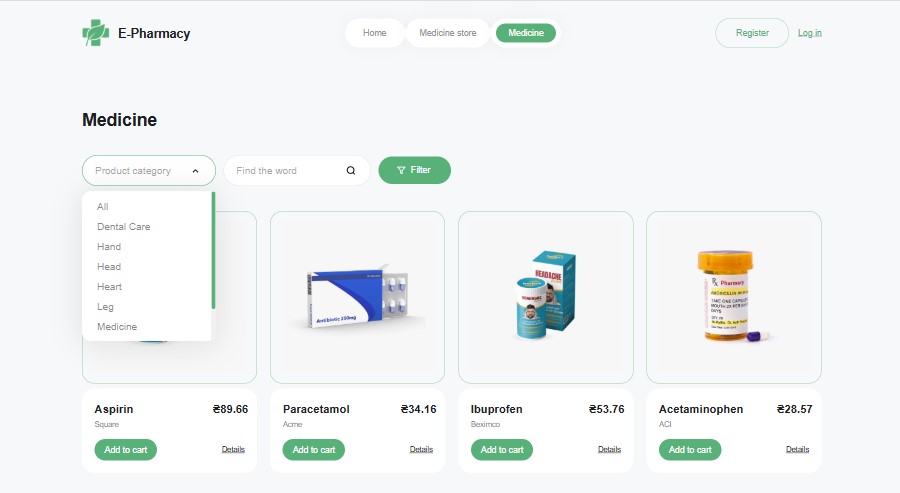 E-Pharmacy
Home
Medicine store
Medicine
Register
Log in
Medicine
Product category
Find the word
Filter
All
Dental Care
Hand
Head
Heart
Leg
Medicine
Antibiotic 250mg
HEADACHE
Pharmacy
Aspirin
₴89.66
Square
Add to cart
Details
Paracetamol
₴34.16
Acme
Add to cart
Details
Ibuprofen
₴53.76
Beximco
Add to cart
Details
Acetaminophen
₴28.57
ACI
Add to cart
Details